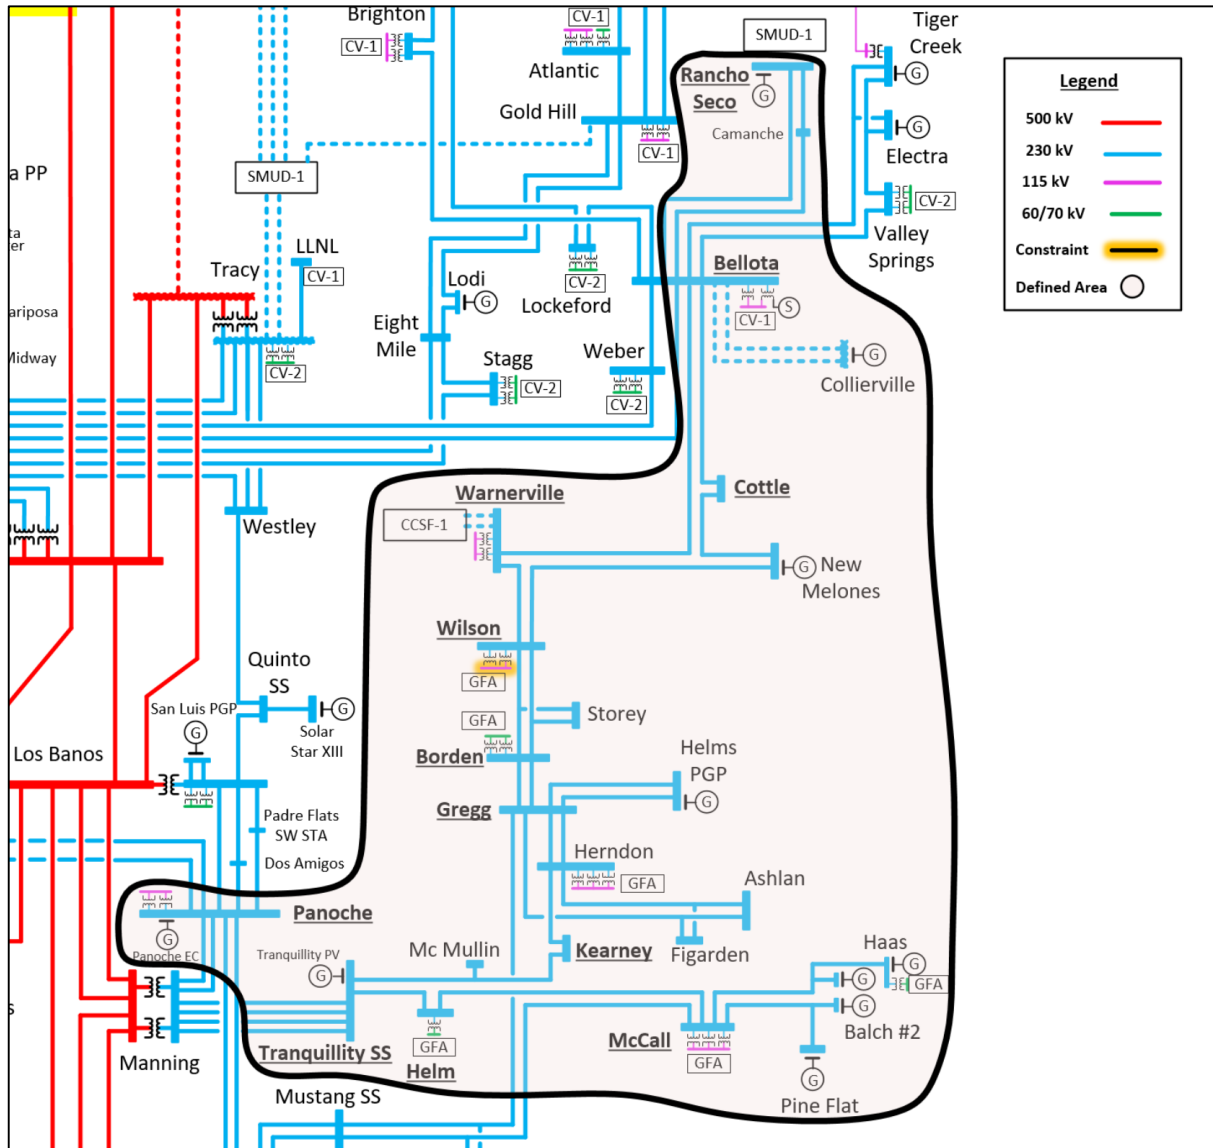 Brighton
CV-1
CV-1
Atlantic
Gold Hill
CV-1
SMUD-1
Rancho
Seco
G
Camanche
Tiger
Creek
G
G
Electra
CV-2
Valley
Springs
Legend
500 kV
230 kV
115 kV
60/70 kV
Constraint
Defined Area
a PP
ta
er
ariposa
Midway
SMUD-1
LLNL
CV-1
Tracy
CV-2
Lodi
G
Eight
Mile
Stagg
CV-2
CV-2
Lockeford
Weber
CV-2
Bellota
CV-1
S
G
Collierville
Westley
Warnerville
CCSF-1
Cottle
G
New
Melones
Wilson
GFA
GFA
Storey
Borden
Quinto
SS
San Luis PGP
G
G
Solar
Star XIII
Los Banos
Padre Flats
SW STA
Dos Amigos
Helms
PGP
G
Gregg
Herndon
GFA
Ashlan
Panoche
G
Panoche EC
Tranquillity PV
G
Mc Mullin
Kearney
Figarden
Haas
G
GFA
G
G
Balch #2
s
Manning
Tranquillity SS
GFA
Helm
McCall
GFA
G
Pine Flat
Mustang SS